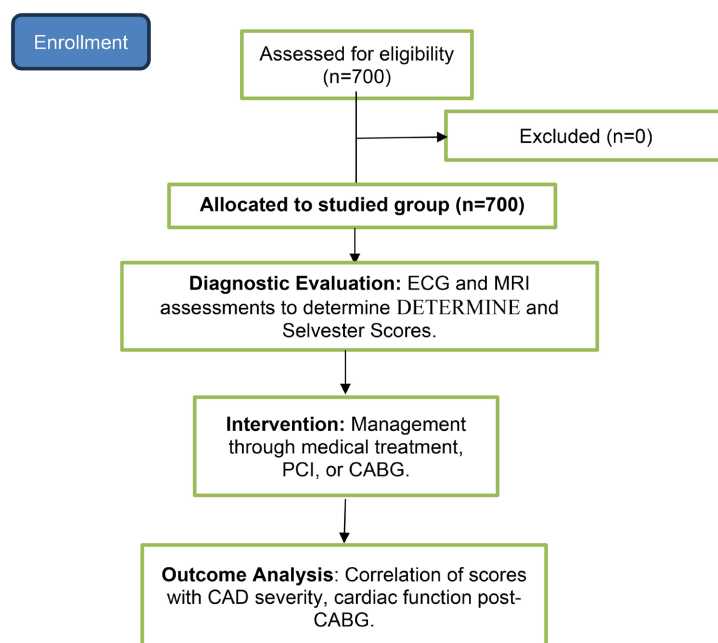 Enrollment
Assessed for eligibility
(n=700)
Excluded (n=0)
Allocated to studied group (n=700)
Diagnostic Evaluation: ECG and MRI
assessments to determine DETERMINE and
Selvester Scores.
Intervention: Management
through medical treatment,
PCI, or CABG.
Outcome Analysis: Correlation of scores
with CAD severity, cardiac function post-
CABG.